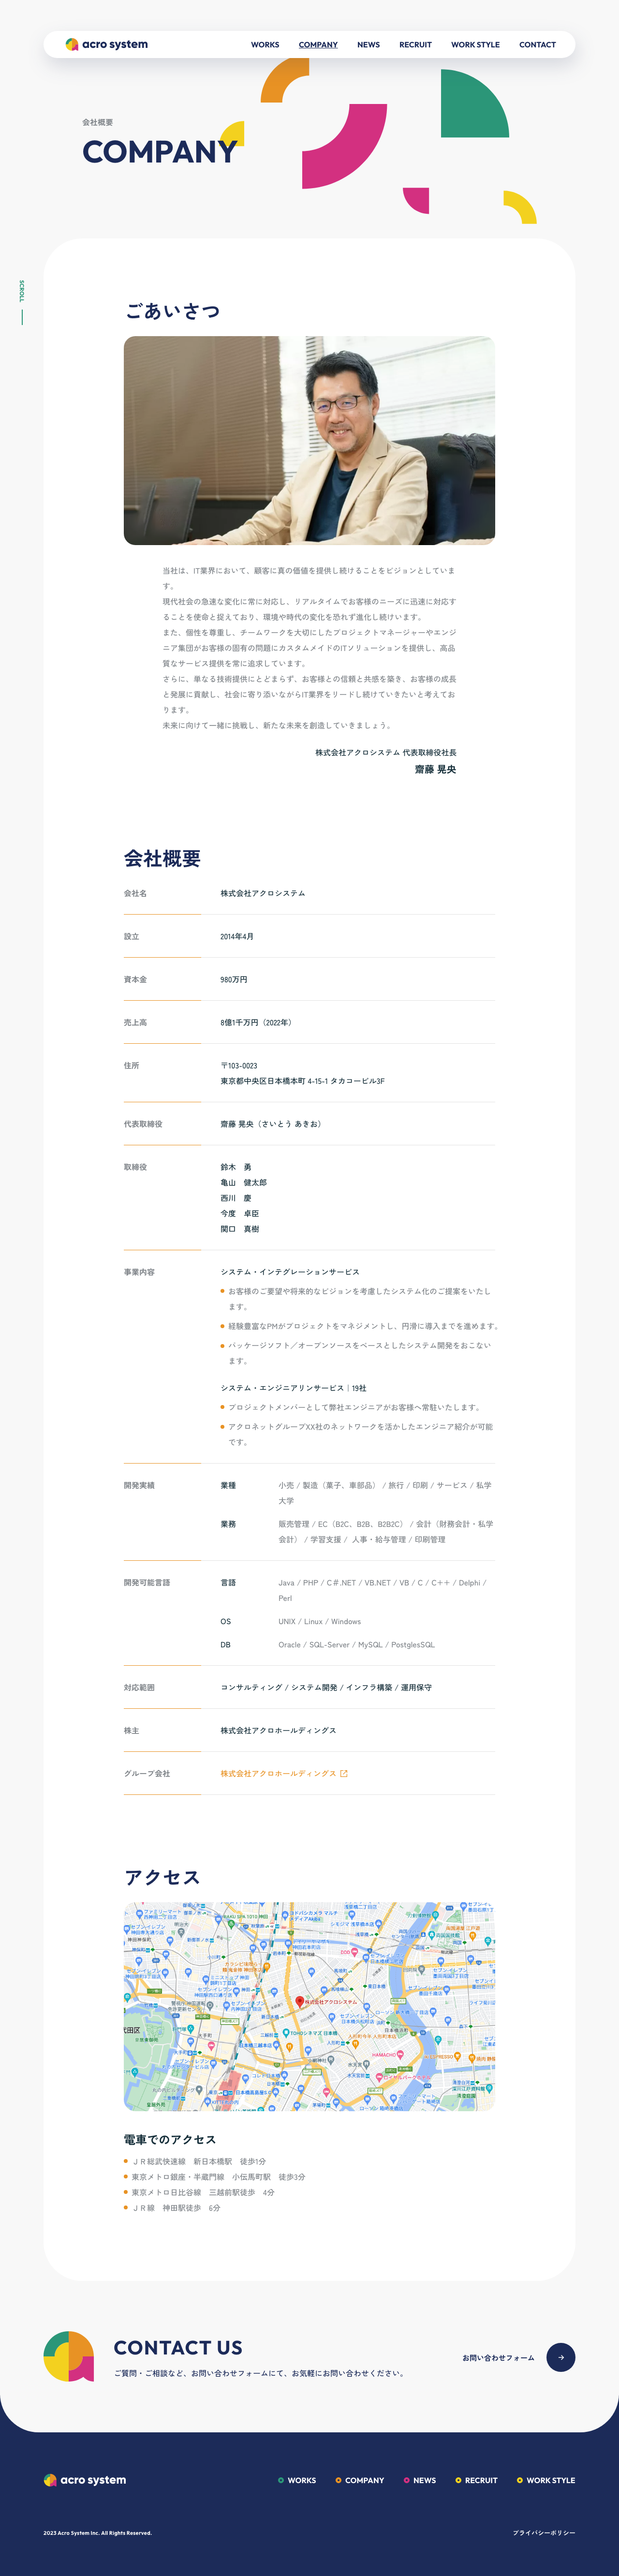 acro system
WORKS COMPANY NEWS RECRUIT WORK STYLE CONTACT
会社概要
COMPANY
SCROLL
ごあいさつ
当社は、IT業界において、顧客に真の価値を提供し続けることをビジョンとしていま
す。
現代社会の急速な変化に常に対応し、リアルタイムでお客様のニーズに迅速に対応す
ることを使命と捉えており、環境や時代の変化を恐れず進化し続けいます。
また、個性を尊重し、チームワークを大切にしたプロジェクトマネージャーやエンジ
ニア集団がお客様の固有の問題にカスタムメイドのITソリューションを提供し、高品
質なサービス提供を常に追求しています。
さらに、単なる技術提供にとどまらず、お客様との信頼と共感を築き、お客様の成長
と発展に貢献し、社会に寄り添いながらIT業界をリードし続けていきたいと考えてお
ります。
未来に向けて一緒に挑戦し、新たな未来を創造していきましょう。
株式会社アクロシステム 代表取締役社長
齋藤 晃央
会社概要
会社名 株式会社アクロシステム
設立 2014年4月
資本金 980万円
売上高 8億1千万円（2022年）
住所 〒103-0023
東京都中央区日本橋本町 4-15-1 タカコービル3F
代表取締役 齋藤 晃央（さいとう あきお）
取締役 鈴木　勇
亀山　健太郎
西川　慶
今度　卓臣
関口　真樹
事業内容 システム・インテグレーションサービス
お客様のご要望や将来的なビジョンを考慮したシステム化のご提案をいたし
ます。
経験豊富なPMがプロジェクトをマネジメントし、円滑に導入までを進めます。
パッケージソフト／オープンソースをベースとしたシステム開発をおこない
ます。
システム・エンジニアリンサービス｜19社
プロジェクトメンバーとして弊社エンジニアがお客様へ常駐いたします。
アクロネットグループXX社のネットワークを活かしたエンジニア紹介が可能
です。
開発実績 業種 小売 / 製造（菓子、車部品） / 旅行 / 印刷 / サービス / 私学
大学
業務 販売管理 / EC（B2C、B2B、B2B2C） / 会計（財務会計・私学
会計） / 学習支援 / 人事・給与管理 / 印刷管理
開発可能言語 言語 Java / PHP / C＃.NET / VB.NET / VB / C / C++ / Delphi /
Perl
OS UNIX / Linux / Windows
DB Oracle / SQL-Server / MySQL / PostglesSQL
対応範囲 コンサルティング / システム開発 / インフラ構築 / 運用保守
株主 株式会社アクロホールディングス
グループ会社 株式会社アクロホールディングス
アクセス
株式会社アクロシステム
電車でのアクセス
ＪＲ総武快速線　新日本橋駅　徒歩1分
東京メトロ銀座・半蔵門線　小伝馬町駅　徒歩3分
東京メトロ日比谷線　三越前駅徒歩　4分
ＪＲ線　神田駅徒歩　6分
CONTACT US
ご質問・ご相談など、お問い合わせフォームにて、お気軽にお問い合わせください。
お問い合わせフォーム
acro system
WORKS COMPANY NEWS RECRUIT WORK STYLE
2023 Acro System Inc. All Rights Reserved.
プライバシーポリシー